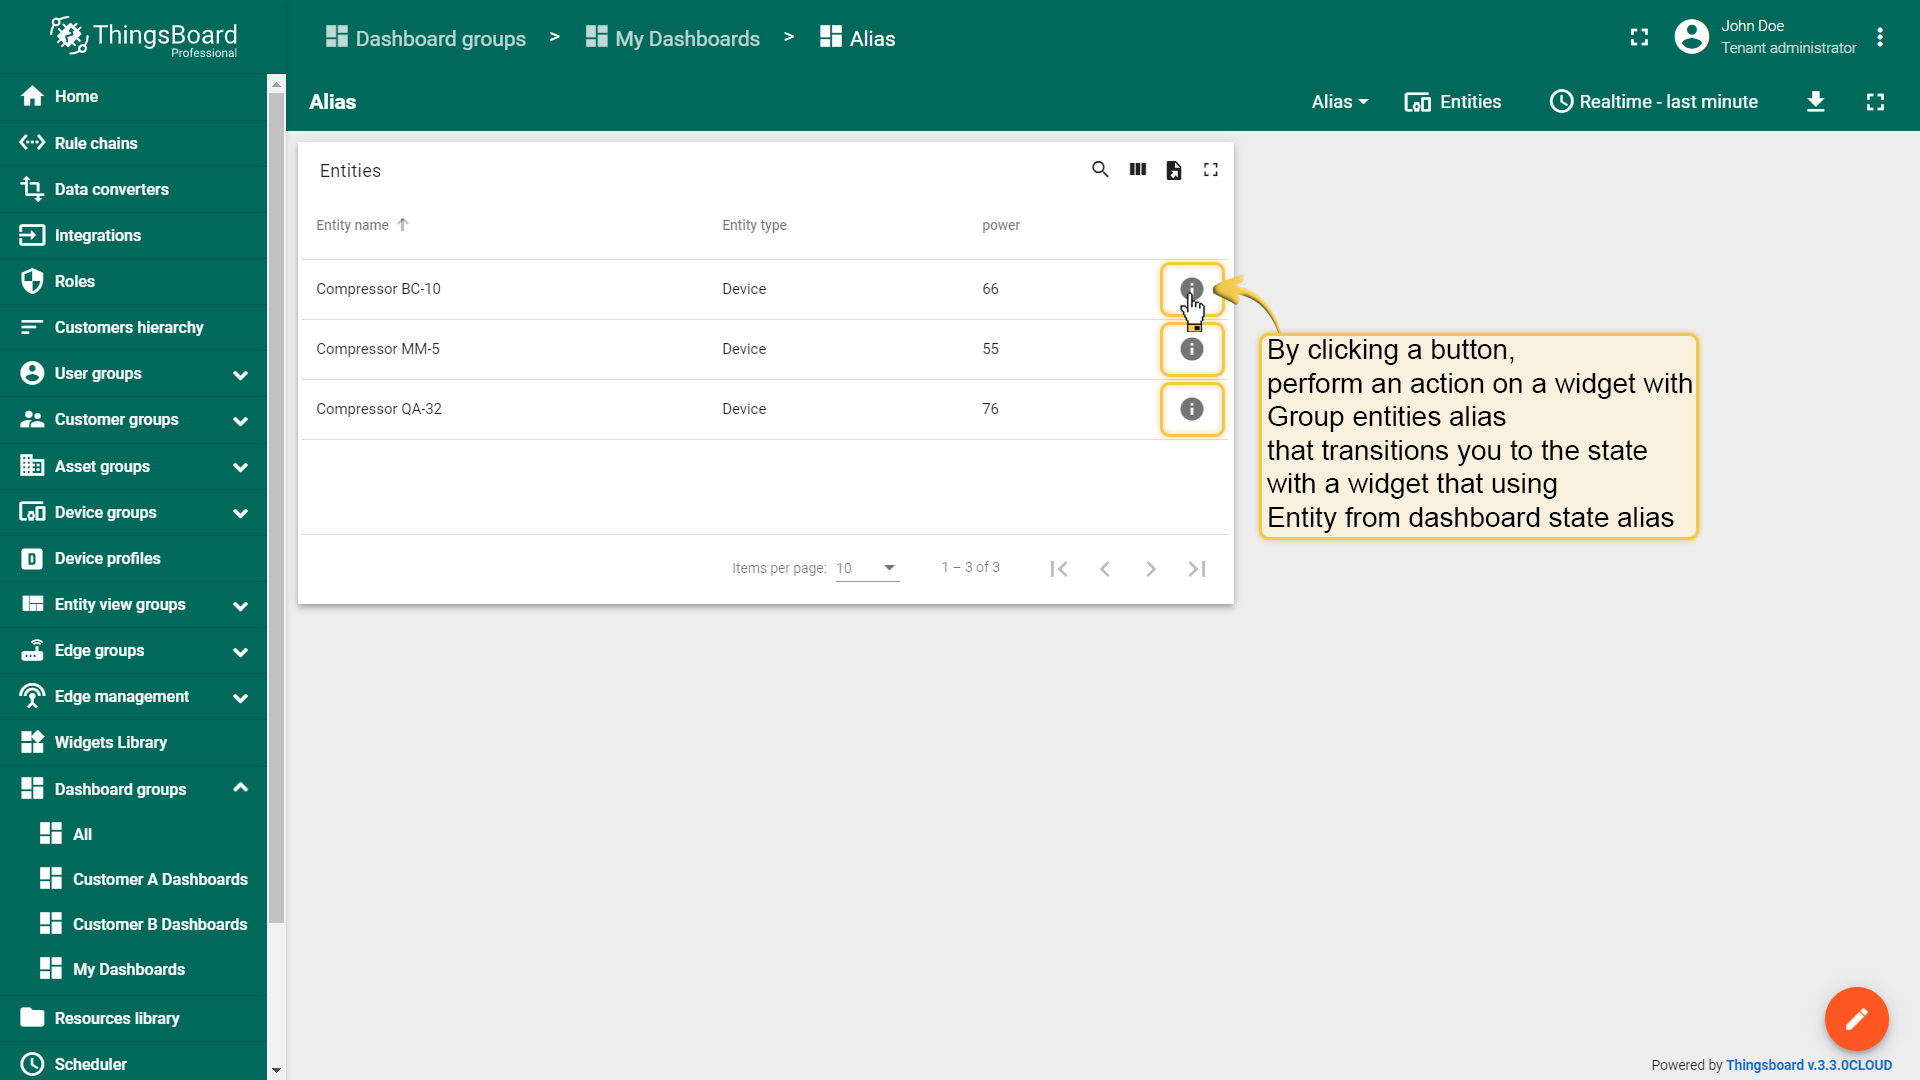 ThingsBoard
Professional
Dashboard groups > My Dashboards > Alias
John Doe
Tenant administrator
Alias
Alias
Entities
Realtime - last minute
Home
Rule chains
Data converters
Integrations
Roles
Customers hierarchy
User groups
Customer groups
Asset groups
Device groups
D Device profiles
Entity view groups
Edge groups
Edge management
Widgets Library
Dashboard groups
All
Customer A Dashboards
Customer B Dashboards
My Dashboards
Resources library
Scheduler
Entities
Entity name Entity type power
Compressor BC-10 Device 66
Compressor MM-5 Device 55
Compressor QA-32 Device 76
Items per page: 10 1 – 3 of 3
By clicking a button,
perform an action on a widget with
Group entities alias
that transitions you to the state
with a widget that using
Entity from dashboard state alias
Powered by Thingsboard v.3.3.0CLOUD